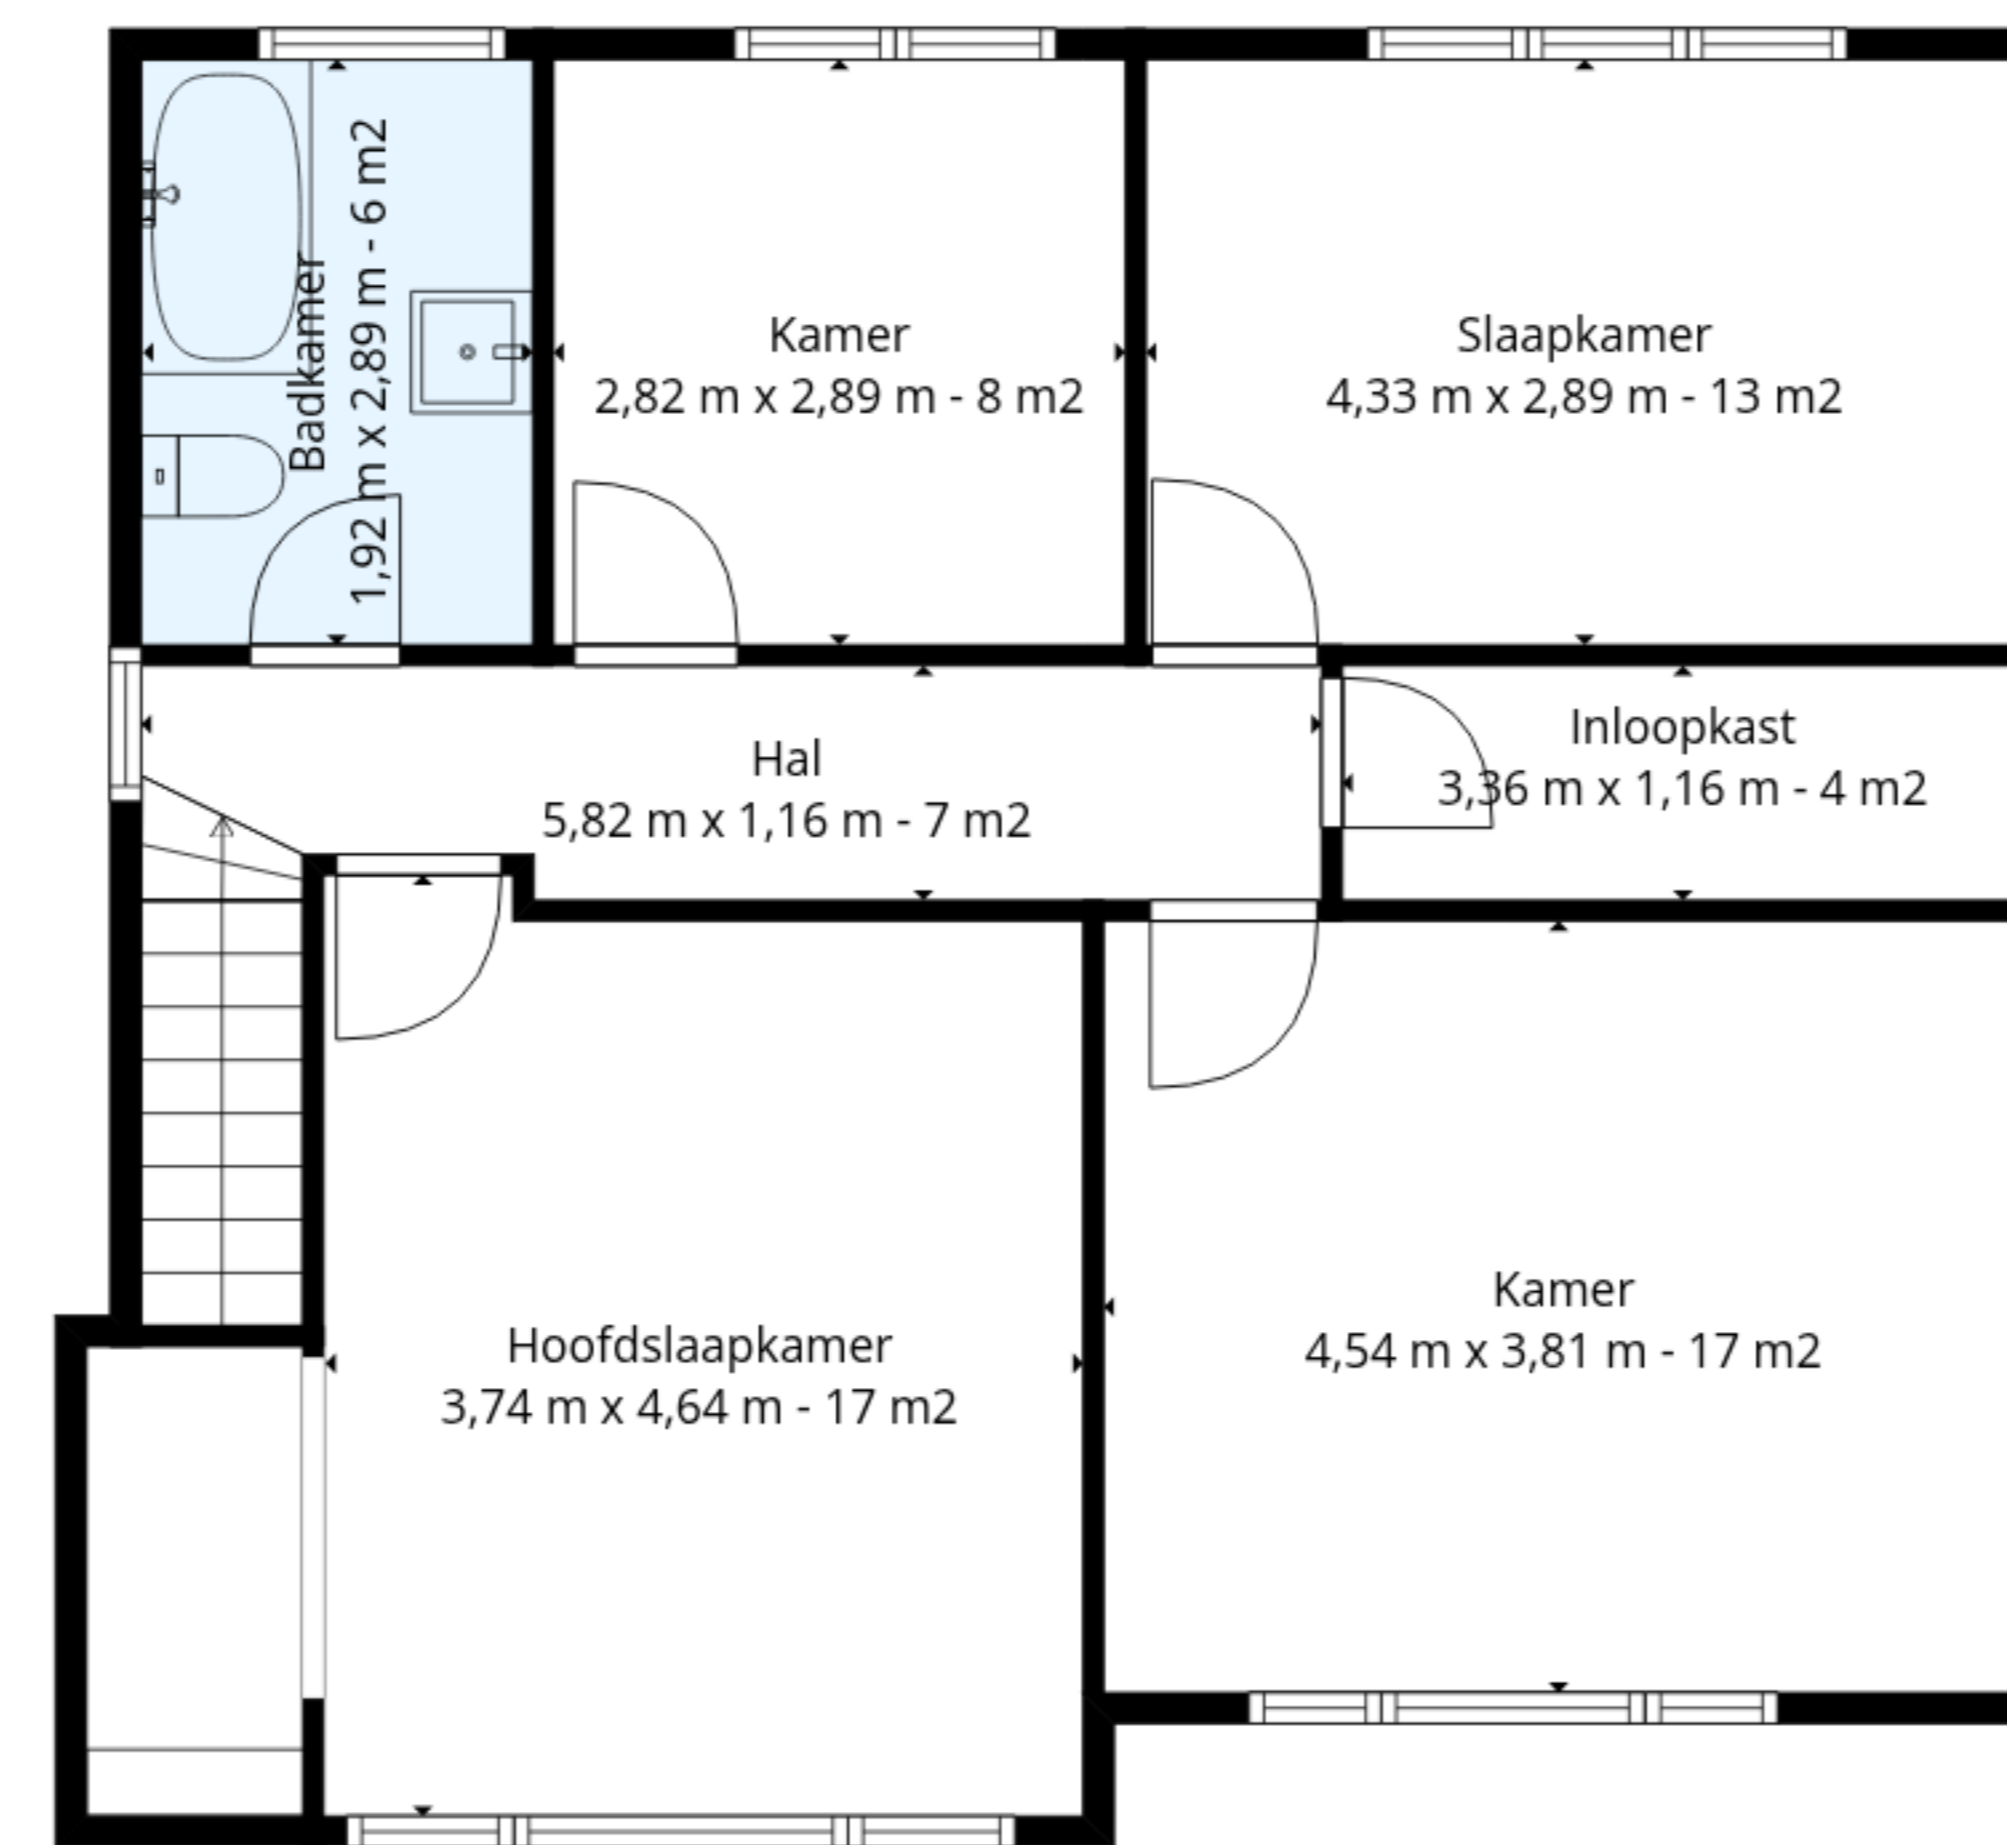 Badkamer
1,92 m x 2,89 m - 6 m2
Kamer
2,82 m x 2,89 m - 8 m2
Slaapkamer
4,33 m x 2,89 m - 13 m2
Hal
5,82 m x 1,16 m - 7 m2
Inloopkast
3,36 m x 1,16 m - 4 m2
Hoofdslaapkamer
3,74 m x 4,64 m - 17 m2
Kamer
4,54 m x 3,81 m - 17 m2